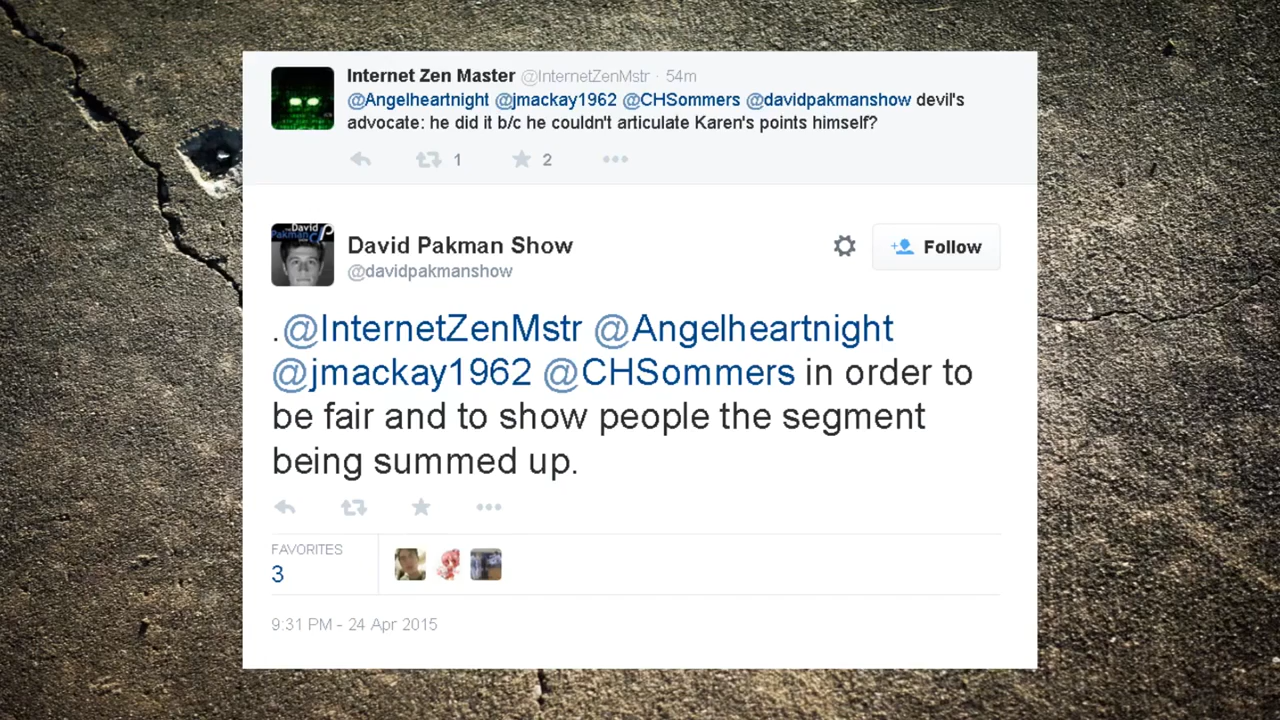 Internet Zen Master @InternetZenMstr · 54m
@Angelheartnight @jmackay1962 @CHSommers @davidpakmanshow devil's
advocate: he did it b/c he couldn't articulate Karen's points himself?
1 2
David Pakman
David Pakman Show
@davidpakmanshow
Follow
.@InternetZenMstr @Angelheartnight
@jmackay1962 @CHSommers in order to
be fair and to show people the segment
being summed up.
FAVORITES
3
9:31 PM - 24 Apr 2015